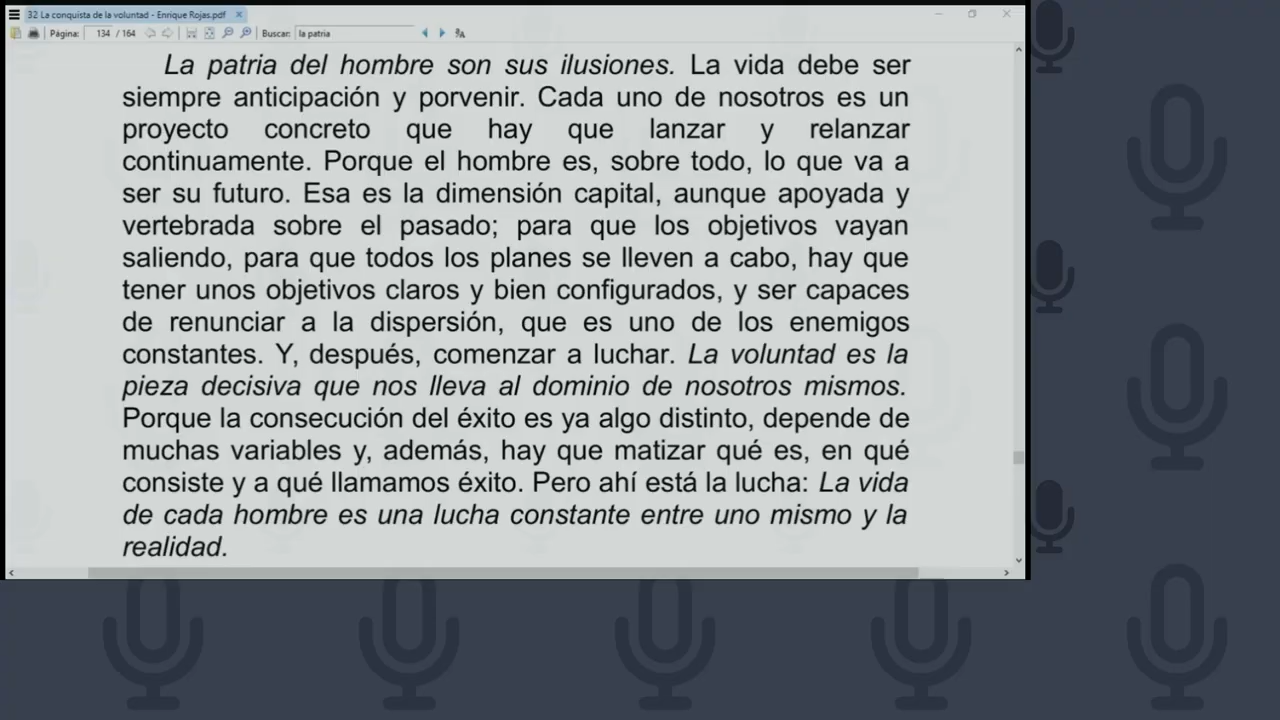 32 La conquista de la voluntad - Enrique Rojas.pdf
Página: 134 / 164 Buscar: la patria
La patria del hombre son sus ilusiones. La vida debe ser
siempre anticipación y porvenir. Cada uno de nosotros es un
proyecto concreto que hay que lanzar y relanzar
continuamente. Porque el hombre es, sobre todo, lo que va a
ser su futuro. Esa es la dimensión capital, aunque apoyada y
vertebrada sobre el pasado; para que los objetivos vayan
saliendo, para que todos los planes se lleven a cabo, hay que
tener unos objetivos claros y bien configurados, y ser capaces
de renunciar a la dispersión, que es uno de los enemigos
constantes. Y, después, comenzar a luchar. La voluntad es la
pieza decisiva que nos lleva al dominio de nosotros mismos.
Porque la consecución del éxito es ya algo distinto, depende de
muchas variables y, además, hay que matizar qué es, en qué
consiste y a qué llamamos éxito. Pero ahí está la lucha: La vida
de cada hombre es una lucha constante entre uno mismo y la
realidad.